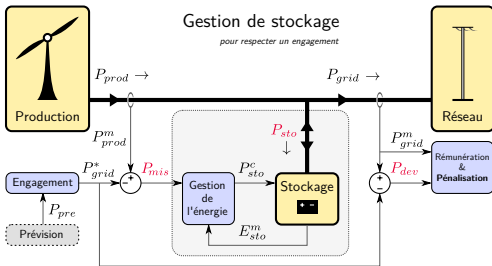 Gestion de stockage
pour respecter un engagement
P_prod →
P_grid →
Production
Réseau
P^m_prod
P_sto
↓
P^m_grid
P^*_grid
P_mis
P^c_sto
P_dev
Engagement
− +
Gestion
de
l'énergie
Stockage
+ −
+
−
Rémunération
&
Pénalisation
P_pre
E^m_sto
Prévision